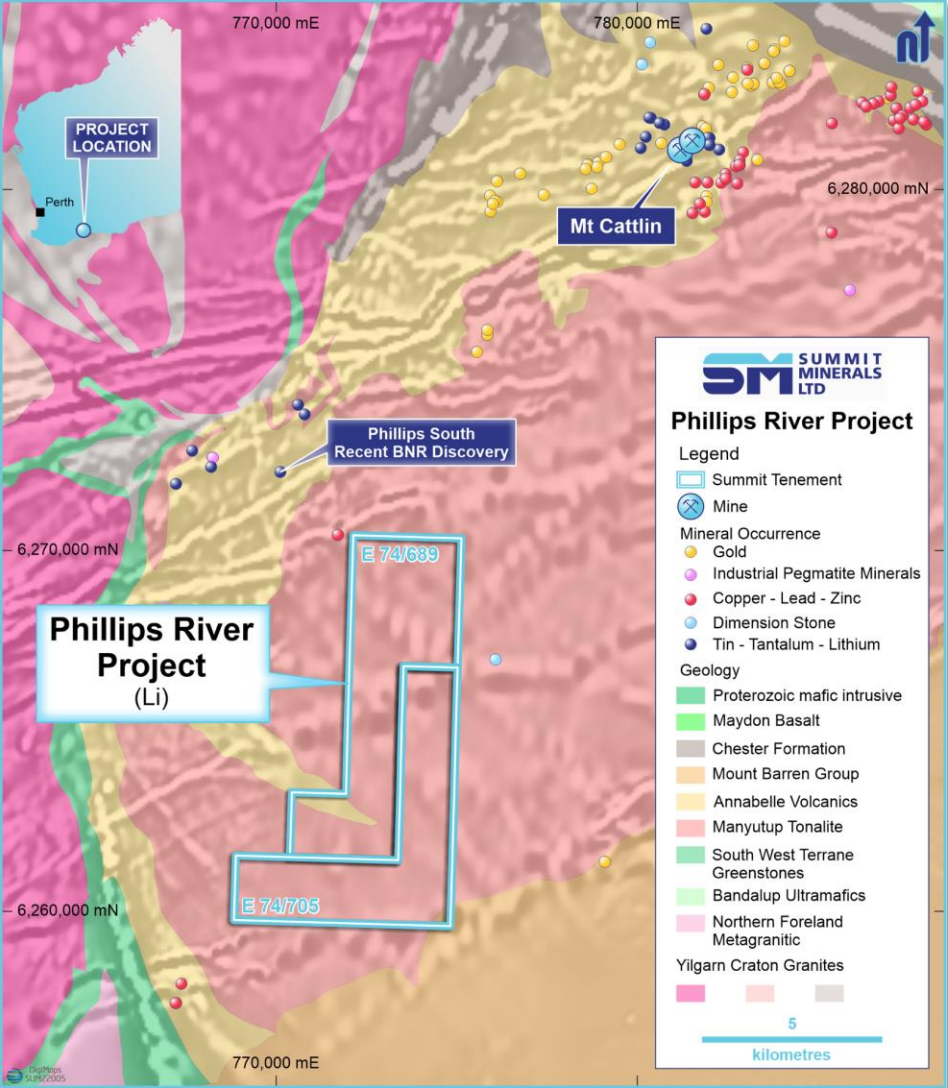 770,000 mE
780,000 mE
n
PROJECT
LOCATION
Perth
6,280,000 mN
Mt Cattlin
Phillips South
Recent BNR Discovery
6,270,000 mN
E 74/689
Phillips River
Project
(Li)
6,260,000 mN
E 74/705
770,000 mE
DigiMaps
SUM22005
SM SUMMIT
MINERALS
LTD
Phillips River Project
Legend
Summit Tenement
Mine
Mineral Occurrence
Gold
Industrial Pegmatite Minerals
Copper - Lead - Zinc
Dimension Stone
Tin - Tantalum - Lithium
Geology
Proterozoic mafic intrusive
Maydon Basalt
Chester Formation
Mount Barren Group
Annabelle Volcanics
Manyutup Tonalite
South West Terrane
Greenstones
Bandalup Ultramafics
Northern Foreland
Metagranitic
Yilgarn Craton Granites
5
kilometres